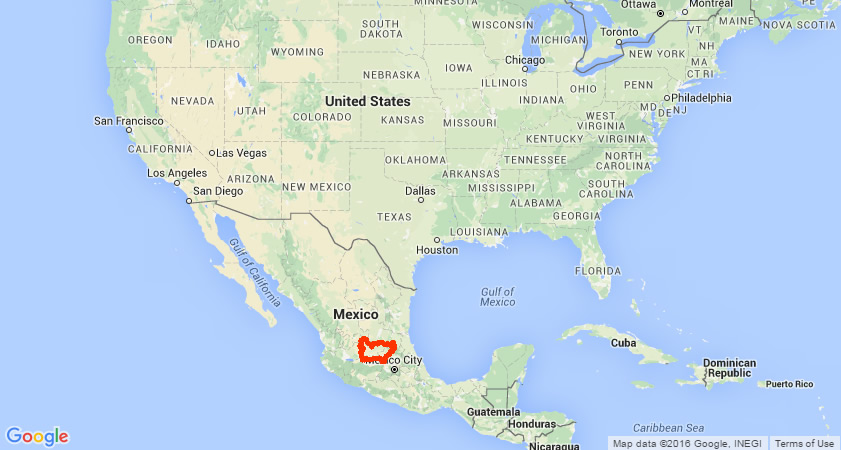 Ottawa
Montreal
MAINE
NOVA SCOTIA
OREGON
IDAHO
WYOMING
SOUTH
DAKOTA
WISCONSIN
MICHIGAN
Toronto
VT
NH
NEW YORK
MA
CT RI
NEBRASKA
IOWA
Chicago
ILLINOIS
INDIANA
OHIO
PENN
Philadelphia
MD
DE
NJ
NEVADA
UTAH
COLORADO
United States
KANSAS
MISSOURI
WEST
VIRGINIA
KENTUCKY
VIRGINIA
San Francisco
CALIFORNIA
Las Vegas
Los Angeles
San Diego
ARIZONA
NEW MEXICO
OKLAHOMA
ARKANSAS
TENNESSEE
NORTH
CAROLINA
SOUTH
CAROLINA
MISSISSIPPI
ALABAMA
GEORGIA
Dallas
TEXAS
LOUISIANA
Houston
FLORIDA
Gulf of California
Gulf of
Mexico
Mexico
Mexico City
Cuba
Dominican
Republic
Puerto Rico
Guatemala
Honduras
Nicaragua
Caribbean Sea
Google
Map data ©2016 Google, INEGI
Terms of Use